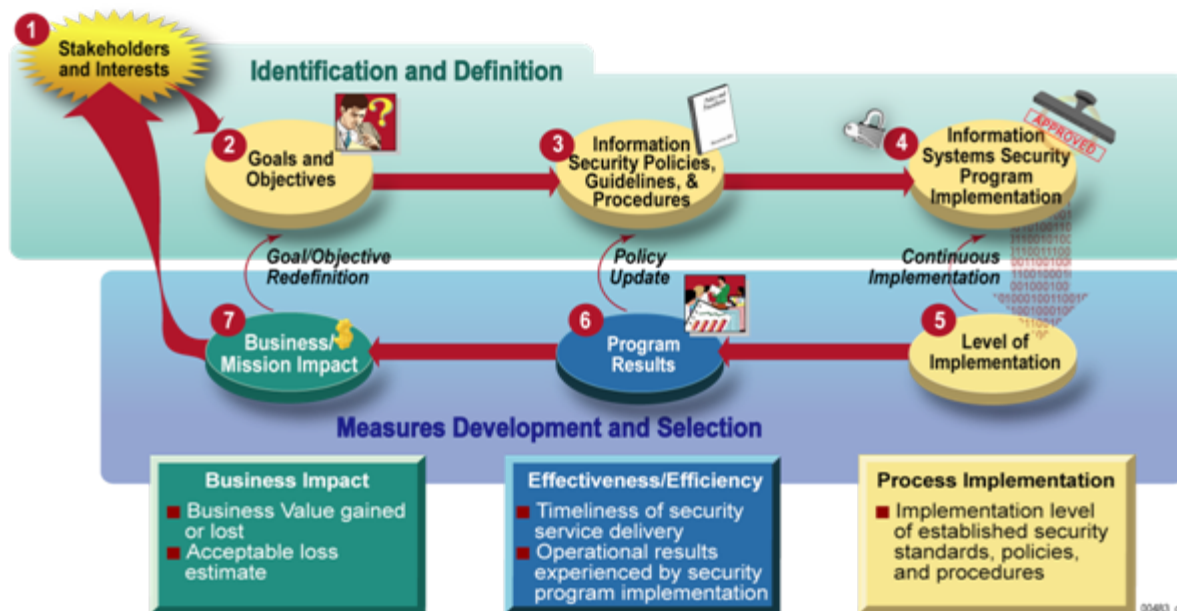 1
Stakeholders
and Interests
Identification and Definition
2
Goals and
Objectives
3
Information
Security Policies,
Guidelines, &
Procedures
4
Information
Systems Security
Program
Implementation
APPROVED
Goal/Objective
Redefinition
Policy
Update
Continuous
Implementation
7
Business/
Mission Impact
6
Program
Results
5
Level of
Implementation
Measures Development and Selection
Business Impact
■ Business Value gained
or lost
■ Acceptable loss
estimate
Effectiveness/Efficiency
■ Timeliness of security
service delivery
■ Operational results
experienced by security
program implementation
Process Implementation
■ Implementation level
of established security
standards, policies,
and procedures